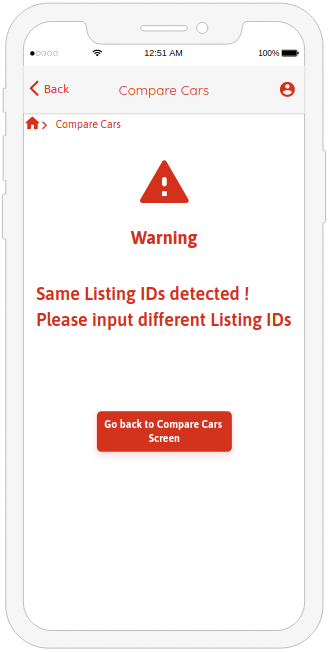 12:51 AM
100%
Back
Compare Cars
Compare Cars
Warning
Same Listing IDs detected !
Please input different Listing IDs
Go back to Compare Cars
Screen